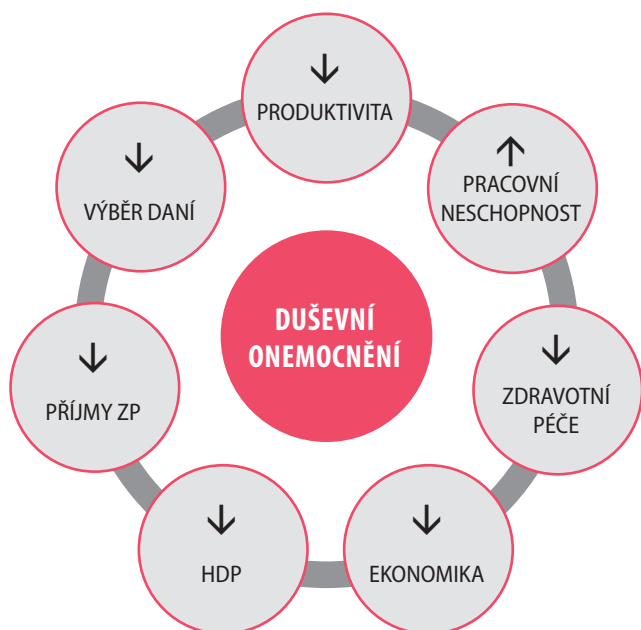 ↓
PRODUKTIVITA
↑
PRACOVNÍ
NESCHOPNOST
↓
ZDRAVOTNÍ
PÉČE
↓
EKONOMIKA
↓
HDP
↓
PŘÍJMY ZP
↓
VÝBĚR DANÍ
DUŠEVNÍ
ONEMOCNĚNÍ